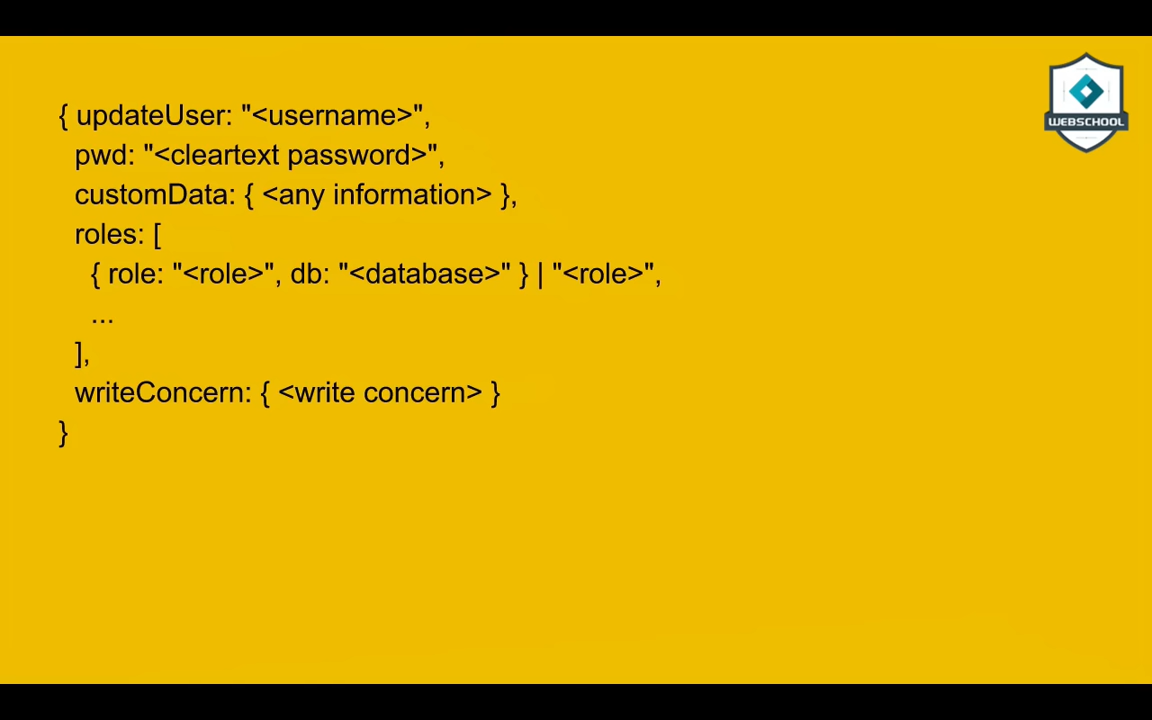 { updateUser: "<username>",
pwd: "<cleartext password>",
customData: { <any information> },
roles: [
{ role: "<role>", db: "<database>" } | "<role>",
...
],
writeConcern: { <write concern> }
}
WEBSCHOOL